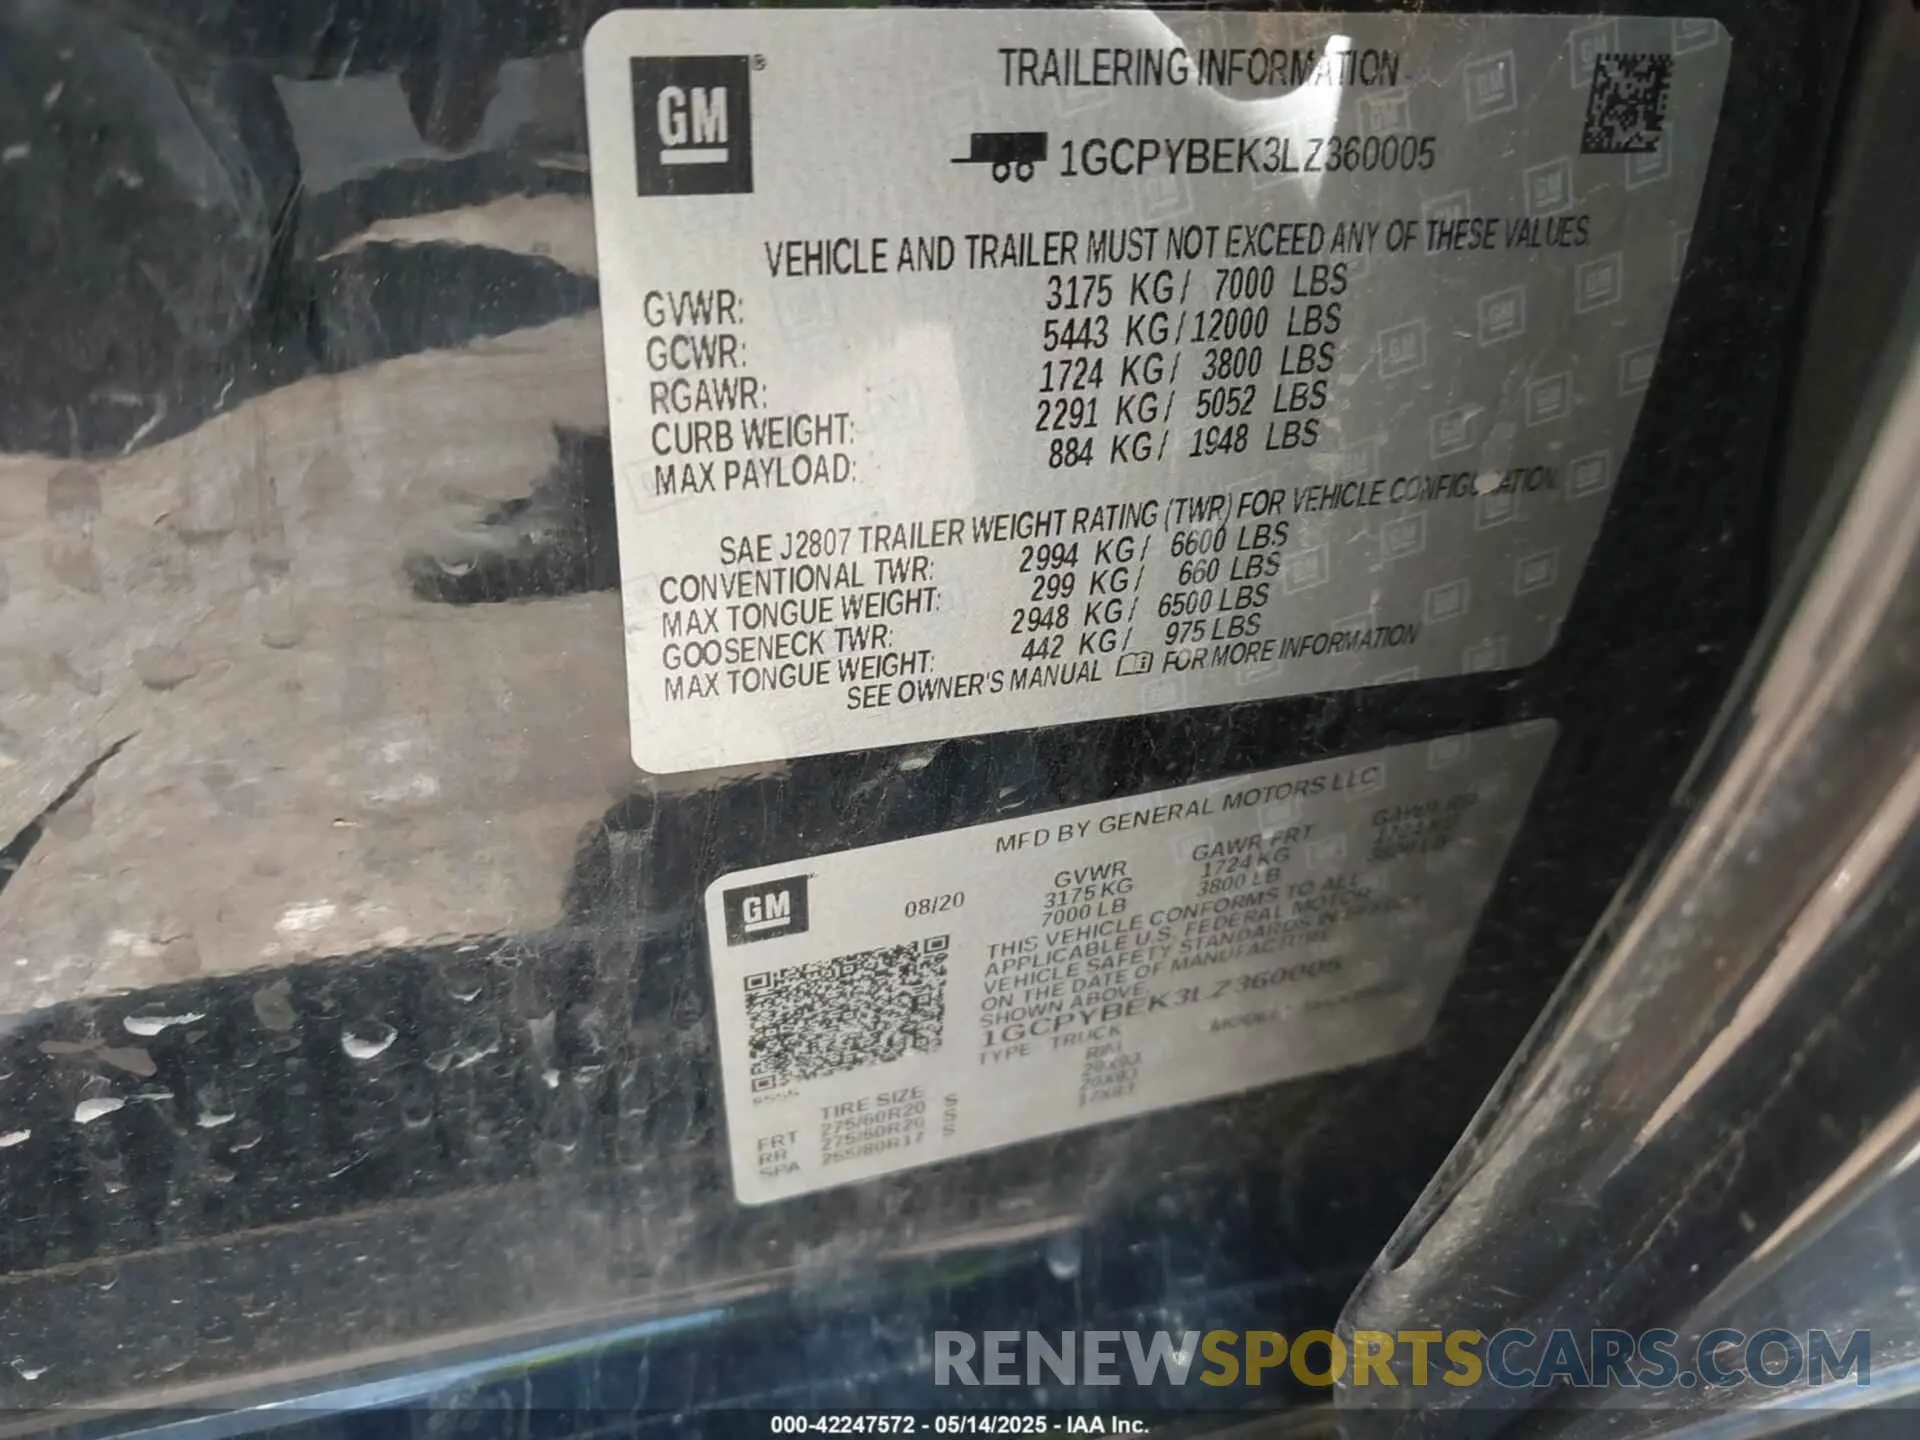 GM ®
TRAILERING INFORMATION
1GCPYBEK3LZ360005
VEHICLE AND TRAILER MUST NOT EXCEED ANY OF THESE VALUES
GVWR: 3175 KG/ 7000 LBS
GCWR: 5443 KG/12000 LBS
RGAWR: 1724 KG/ 3800 LBS
CURB WEIGHT: 2291 KG/ 5052 LBS
MAX PAYLOAD: 884 KG/ 1948 LBS
SAE J2807 TRAILER WEIGHT RATING (TWR) FOR VEHICLE CONFIGURATION
CONVENTIONAL TWR: 2994 KG/ 6600 LBS
MAX TONGUE WEIGHT: 299 KG/ 660 LBS
GOOSENECK TWR: 2948 KG/ 6500 LBS
MAX TONGUE WEIGHT: 442 KG/ 975 LBS
SEE OWNER'S MANUAL FOR MORE INFORMATION
MFD BY GENERAL MOTORS LLC
GM 08/20
GVWR GAWR FRT GAWR RR
3175 KG 1724 KG 1724 KG
7000 LB 3800 LB 3800 LB
THIS VEHICLE CONFORMS TO ALL
APPLICABLE U.S. FEDERAL MOTOR
VEHICLE SAFETY STANDARDS IN EFFECT
ON THE DATE OF MANUFACTURE
SHOWN ABOVE.
1GCPYBEK3LZ360005
TYPE TRUCK
TIRE SIZE RIM
FRT 275/60R20 S
RR 275/60R20 S
SPA 255/80R17 S
RENEWSPORTSCARS.COM
000-42247572 - 05/14/2025 - IAA Inc.